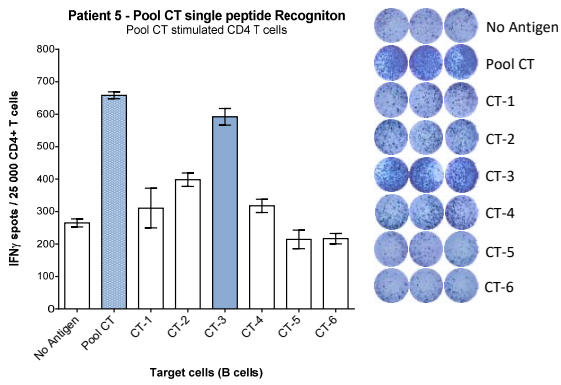 Patient 5 - Pool CT single peptide Recogniton
Pool CT stimulated CD4 T cells
IFNγ spots / 25 000 CD4+ T cells
800
700
600
500
400
300
200
100
0
No Antigen
Pool CT
CT-1
CT-2
CT-3
CT-4
CT-5
CT-6
Target cells (B cells)
No Antigen
Pool CT
CT-1
CT-2
CT-3
CT-4
CT-5
CT-6